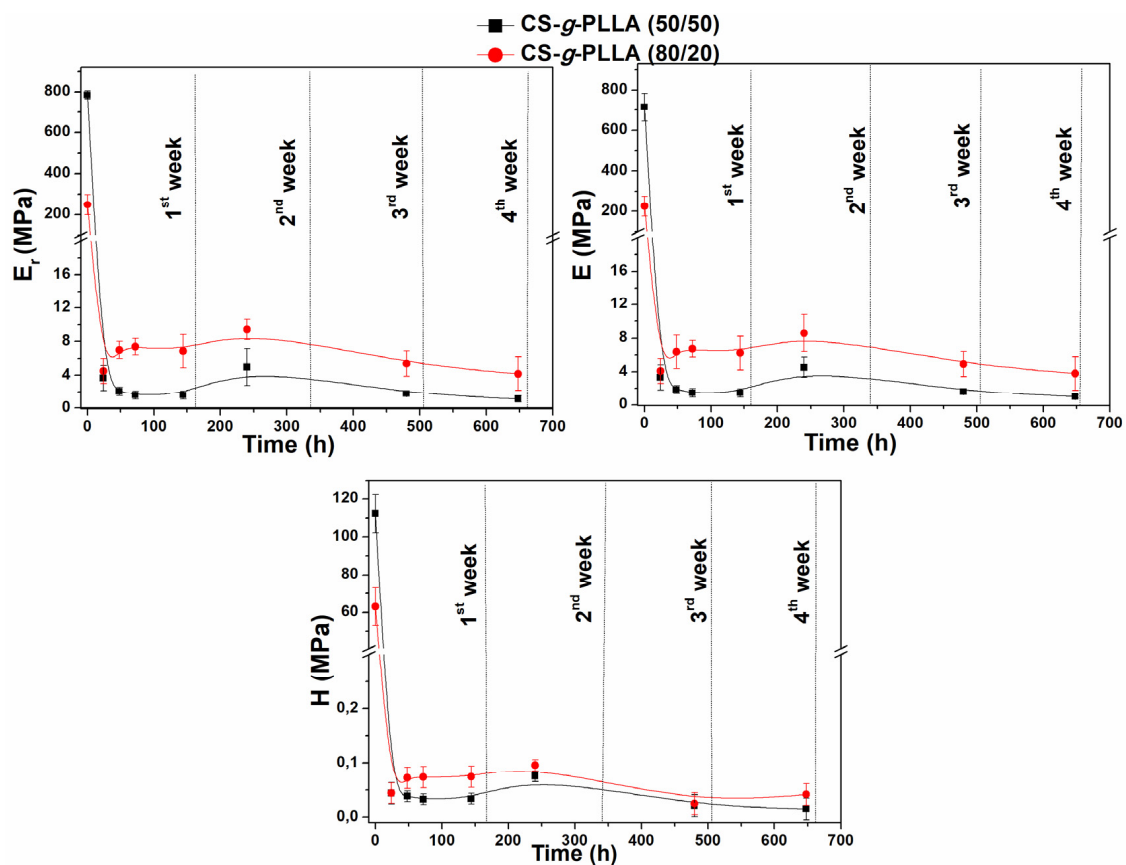 CS-g-PLLA (50/50)
CS-g-PLLA (80/20)
Er (MPa)
800
600
400
200
16
12
8
4
0
1st week
2nd week
3rd week
4th week
0 100 200 300 400 500 600 700
Time (h)
E (MPa)
800
600
400
200
16
12
8
4
0
1st week
2nd week
3rd week
4th week
0 100 200 300 400 500 600 700
Time (h)
H (MPa)
120
100
80
60
0,2
0,1
0,0
1st week
2nd week
3rd week
4th week
0 100 200 300 400 500 600 700
Time (h)